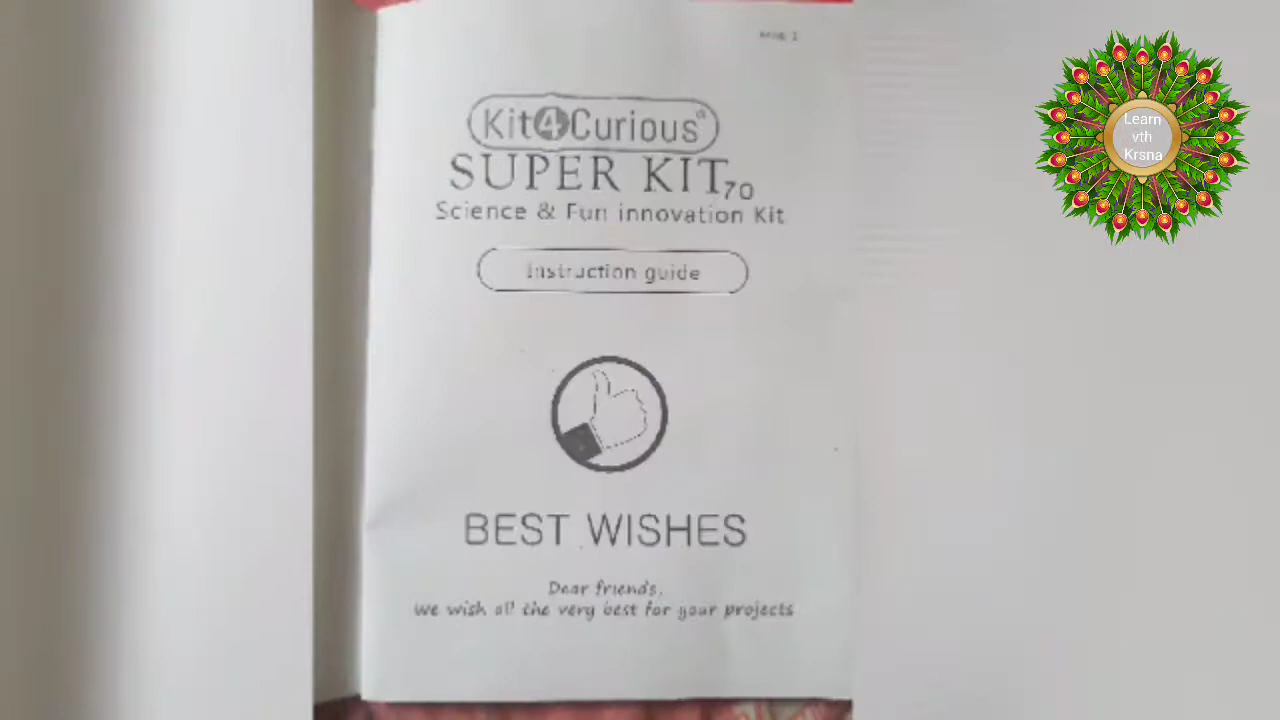 Kit4Curious®
SUPER KIT70
Science & Fun innovation Kit
Instruction guide
BEST WISHES
Dear friends,
We wish all the very best for your projects
Learn
vth
Krsna